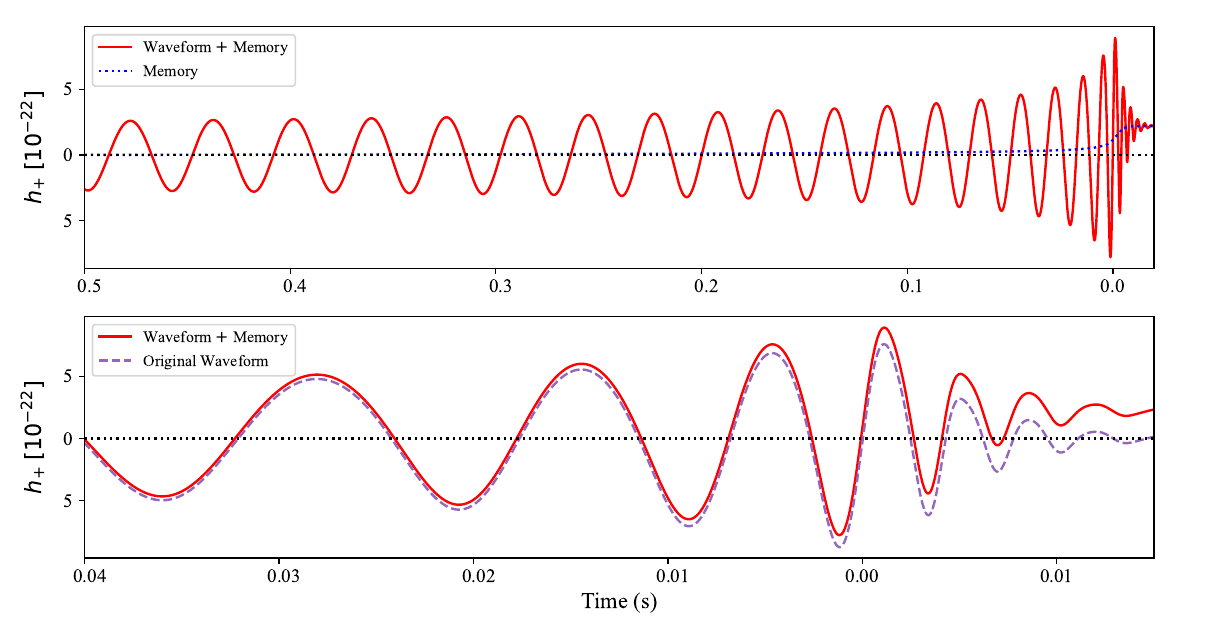 Waveform + Memory
Memory
h₊ [10⁻²²]
5
0
5
0.5 0.4 0.3 0.2 0.1 0.0
Waveform + Memory
Original Waveform
h₊ [10⁻²²]
5
0
5
0.04 0.03 0.02 0.01 0.00 0.01
Time (s)